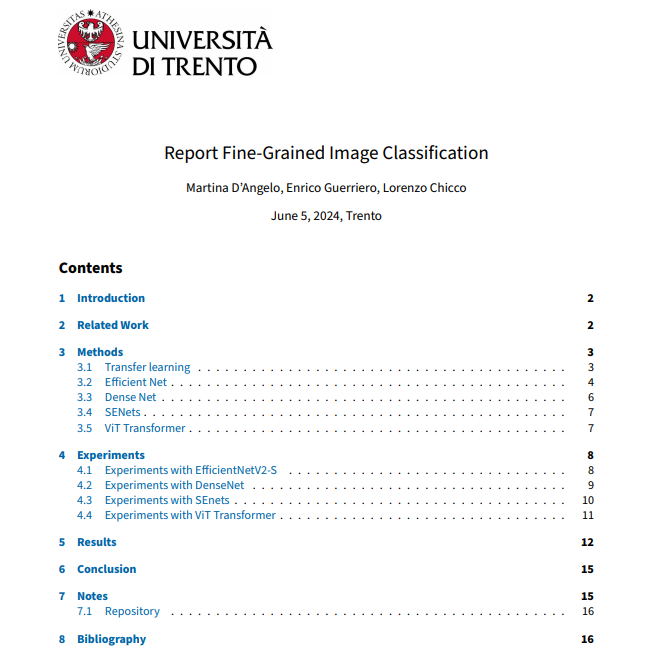 UNIVERSITAS ATHESINA STUDIORUM
UNIVERSITÀ
DI TRENTO
Report Fine-Grained Image Classification
Martina D'Angelo, Enrico Guerriero, Lorenzo Chicco
June 5, 2024, Trento
Contents
1 Introduction 2
2 Related Work 2
3 Methods 3
3.1 Transfer learning . . . . . . . . . . . . . . . . . . . . . . . . . . . . . . 3
3.2 Efficient Net . . . . . . . . . . . . . . . . . . . . . . . . . . . . . . 4
3.3 Dense Net . . . . . . . . . . . . . . . . . . . . . . . . . . . . . . 6
3.4 SENets . . . . . . . . . . . . . . . . . . . . . . . . . . . . . . 7
3.5 ViT Transformer . . . . . . . . . . . . . . . . . . . . . . . . . . . . . . 7
4 Experiments 8
4.1 Experiments with EfficientNetV2-S . . . . . . . . . . . . . . . . . . . . 8
4.2 Experiments with DenseNet . . . . . . . . . . . . . . . . . . . . 9
4.3 Experiments with SEnets . . . . . . . . . . . . . . . . . . . . 10
4.4 Experiments with ViT Transformer . . . . . . . . . . . . . . . . . . . . 11
5 Results 12
6 Conclusion 15
7 Notes 15
7.1 Repository . . . . . . . . . . . . . . . . . . . . . . . . . . . . . . 16
8 Bibliography 16